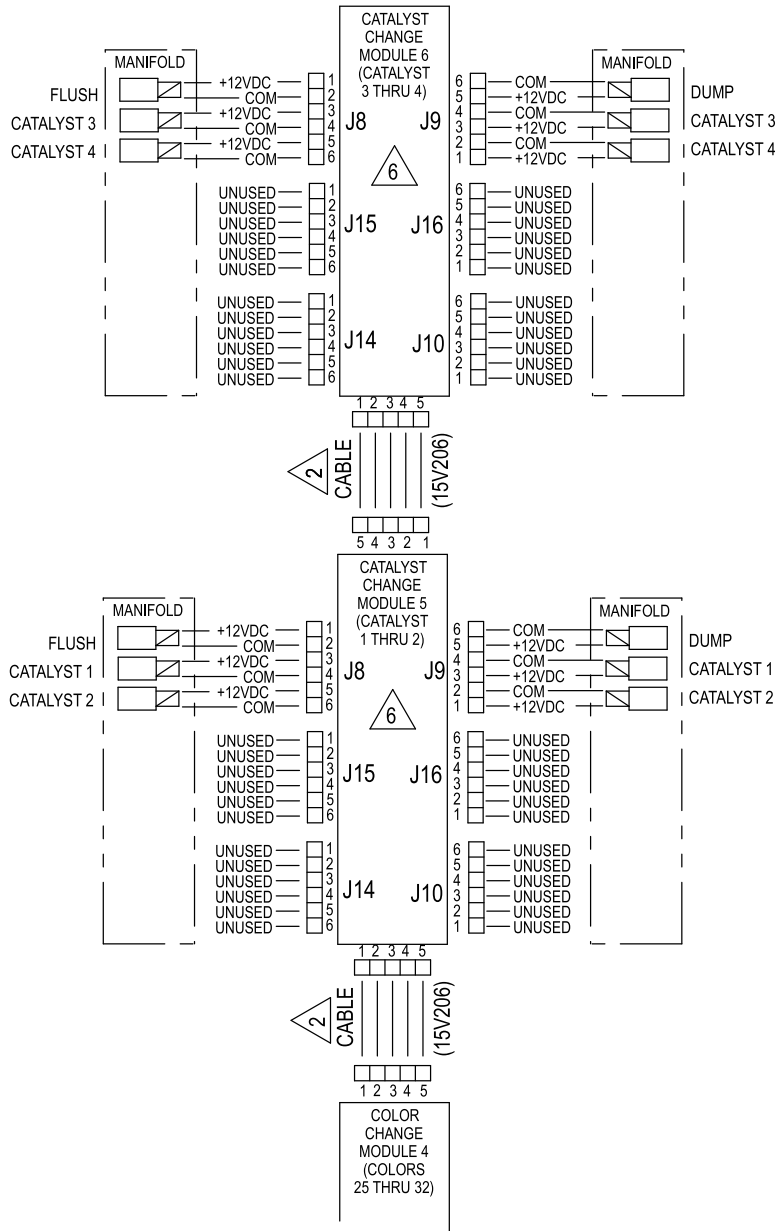 CATALYST
CHANGE
MODULE 6
(CATALYST
3 THRU 4)
MANIFOLD
FLUSH
CATALYST 3
CATALYST 4
+12VDC 1
COM 2
+12VDC 3
COM 4
+12VDC 5
COM 6
J8 J9
6 COM
5 +12VDC
4 COM
3 +12VDC
2 COM
1 +12VDC
MANIFOLD
DUMP
CATALYST 3
CATALYST 4
6
UNUSED 1
UNUSED 2
UNUSED 3
UNUSED 4
UNUSED 5
UNUSED 6
J15 J16
6 UNUSED
5 UNUSED
4 UNUSED
3 UNUSED
2 UNUSED
1 UNUSED
UNUSED 1
UNUSED 2
UNUSED 3
UNUSED 4
UNUSED 5
UNUSED 6
J14 J10
6 UNUSED
5 UNUSED
4 UNUSED
3 UNUSED
2 UNUSED
1 UNUSED
1 2 3 4 5
2
CABLE
(15V206)
5 4 3 2 1
CATALYST
CHANGE
MODULE 5
(CATALYST
1 THRU 2)
MANIFOLD
FLUSH
CATALYST 1
CATALYST 2
+12VDC 1
COM 2
+12VDC 3
COM 4
+12VDC 5
COM 6
J8 J9
6 COM
5 +12VDC
4 COM
3 +12VDC
2 COM
1 +12VDC
MANIFOLD
DUMP
CATALYST 1
CATALYST 2
6
UNUSED 1
UNUSED 2
UNUSED 3
UNUSED 4
UNUSED 5
UNUSED 6
J15 J16
6 UNUSED
5 UNUSED
4 UNUSED
3 UNUSED
2 UNUSED
1 UNUSED
UNUSED 1
UNUSED 2
UNUSED 3
UNUSED 4
UNUSED 5
UNUSED 6
J14 J10
6 UNUSED
5 UNUSED
4 UNUSED
3 UNUSED
2 UNUSED
1 UNUSED
1 2 3 4 5
2
CABLE
(15V206)
1 2 3 4 5
COLOR
CHANGE
MODULE 4
(COLORS
25 THRU 32)